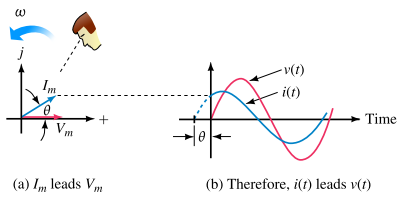 ω
j
I_m
θ
V_m
+
v(t)
i(t)
Time
θ
(a) I_m leads V_m
(b) Therefore, i(t) leads v(t)